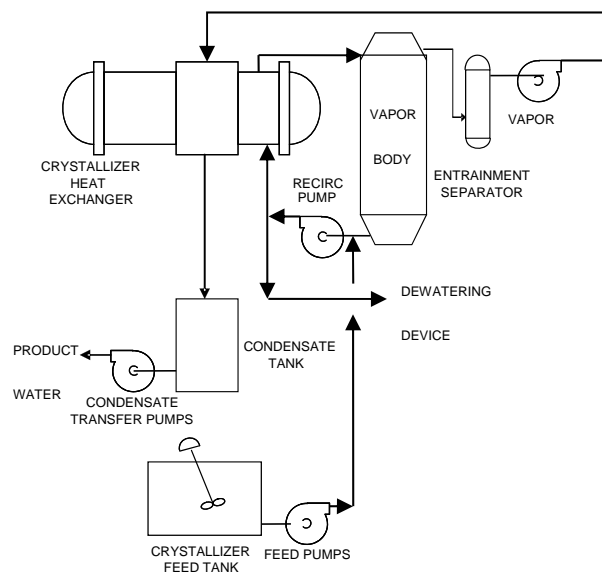 VAPOR
BODY
VAPOR
CRYSTALLIZER
HEAT
EXCHANGER
ENTRAINMENT
SEPARATOR
RECIRC
PUMP
DEWATERING
DEVICE
CONDENSATE
TANK
PRODUCT
WATER
CONDENSATE
TRANSFER PUMPS
CRYSTALLIZER
FEED TANK
FEED PUMPS